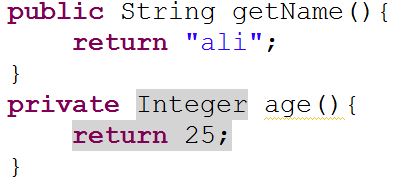 public String getName(){
return "ali";
}
private Integer age(){
return 25;
}